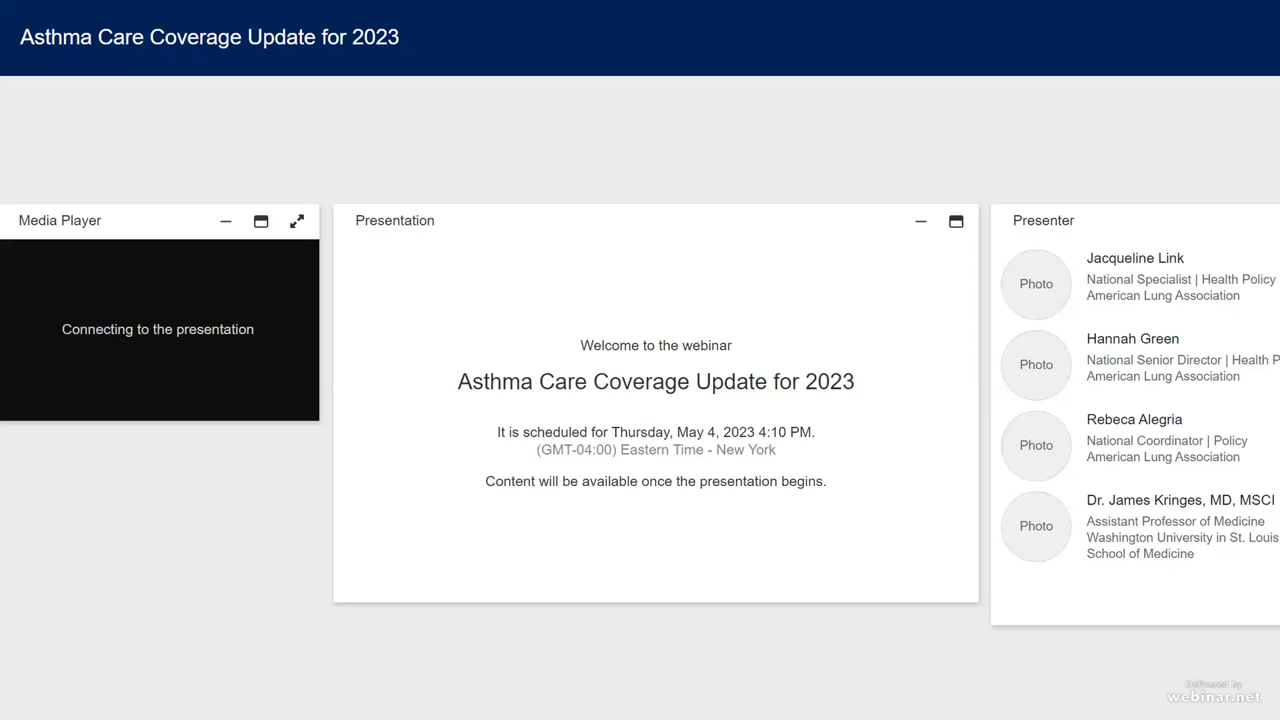 Asthma Care Coverage Update for 2023
Media Player
Connecting to the presentation
Presentation
Welcome to the webinar
Asthma Care Coverage Update for 2023
It is scheduled for Thursday, May 4, 2023 4:10 PM.
(GMT-04:00) Eastern Time - New York
Content will be available once the presentation begins.
Presenter
Photo
Jacqueline Link
National Specialist | Health Policy
American Lung Association
Photo
Hannah Green
National Senior Director | Health P
American Lung Association
Photo
Rebeca Alegria
National Coordinator | Policy
American Lung Association
Photo
Dr. James Kringes, MD, MSCI
Assistant Professor of Medicine
Washington University in St. Louis
School of Medicine
Delivered by
webinar.net